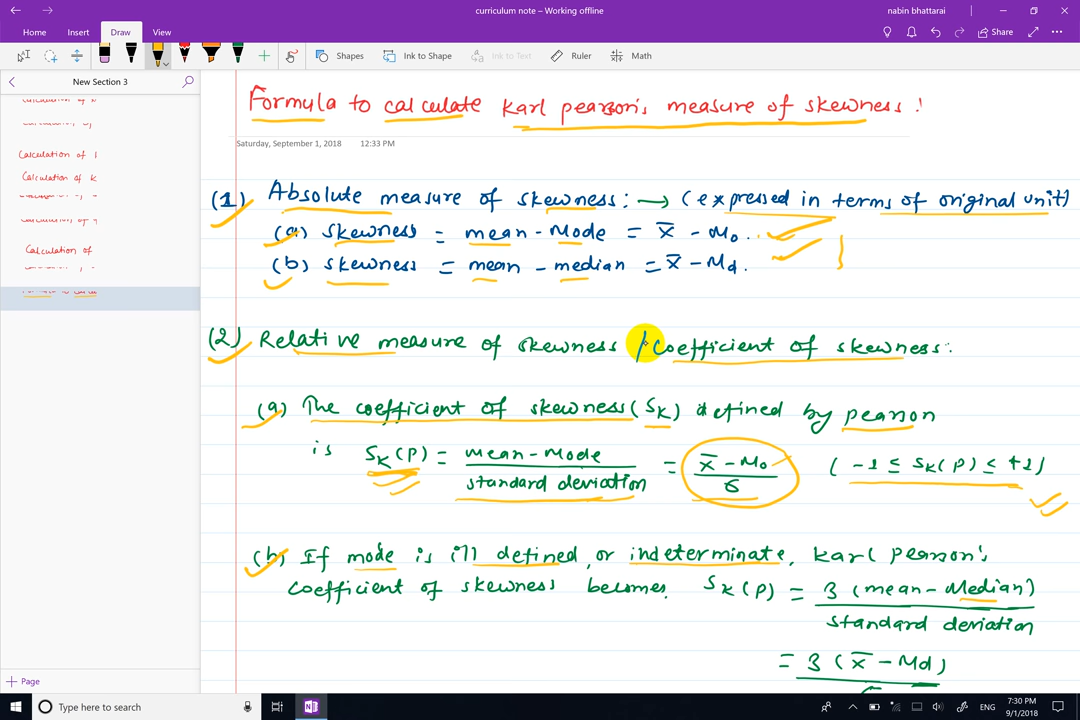 curriculum note – Working offline
nabin bhattarai
Home Insert Draw View
Share
Shapes Ink to Shape Ink to Text Ruler Math
New Section 3
Calculation of
Calculation of k
Calculation of
Formula to calculate Karl pearson's measure of skewness :
Saturday, September 1, 2018 12:33 PM
(1) Absolute measure of skewness : → (expressed in terms of original unit)
(a) skewness = mean - Mode = x̄ - Mo.
(b) skewness = mean - median = x̄ - Md.
(2) Relative measure of skewness / coefficient of skewness :
(a) The coefficient of skewness (Sk) defined by pearson
is Sk(P) = mean - Mode / standard deviation = x̄ - Mo / σ (-1 ≤ Sk(P) ≤ +1)
(b) If mode is ill defined, or indeterminate, Karl pearson's
coefficient of skewness becomes. Sk(P) = 3 (mean - Median) / standard deviation
= 3 (x̄ - Md) / σ
+ Page
Type here to search
ENG
7:30 PM
9/1/2018